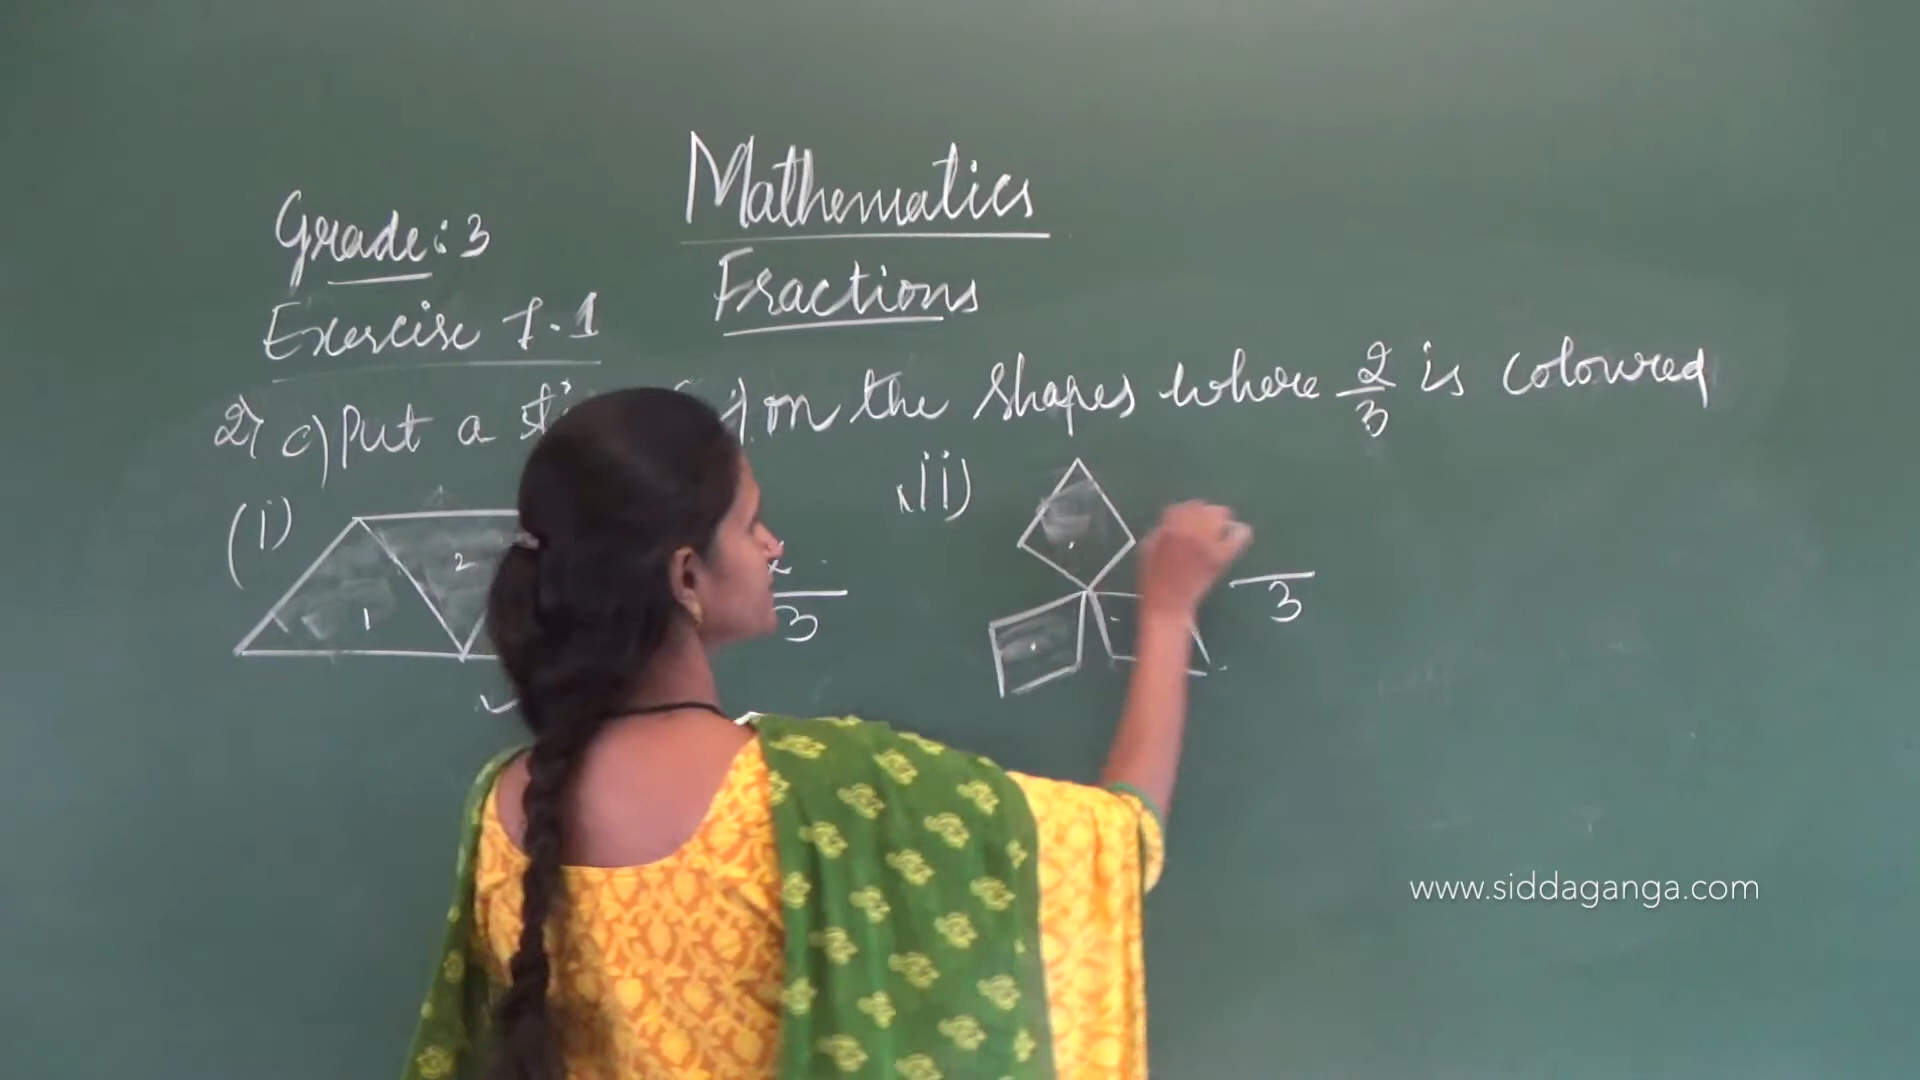 Mathematics
Grade: 3
Fractions
Exercise 7.1
2) c) Put a on the shapes where 2/3 is coloured
(i)
ii)
1
2
3
3
www.siddaganga.com